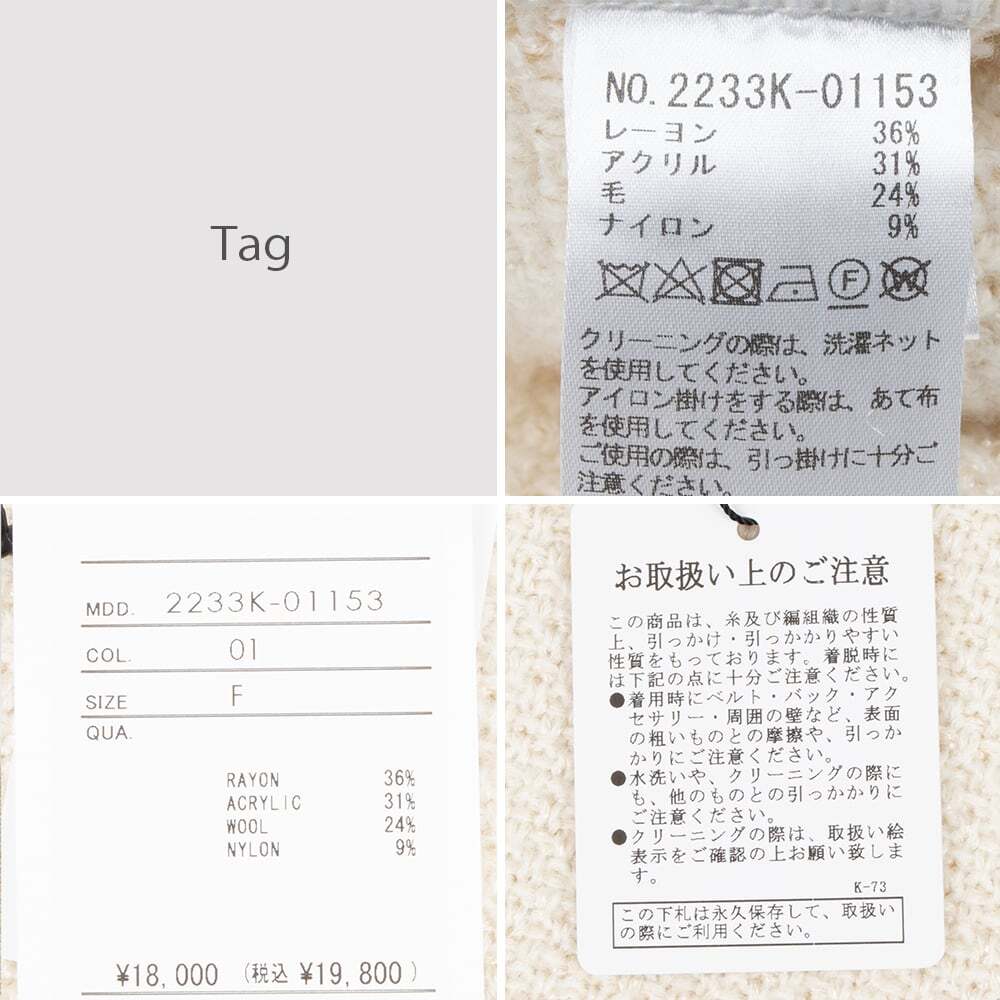 Tag
NO. 2233K-01153
レーヨン 36%
アクリル 31%
毛 24%
ナイロン 9%
F
W
クリーニングの際は、洗濯ネット
を使用してください。
アイロン掛けをする際は、あて布
を使用してください。
ご使用の際は、引っ掛けに十分ご
注意ください。
MDD. 2233K-01153
COL. 01
SIZE F
QUA.
RAYON 36%
ACRYLIC 31%
WOOL 24%
NYLON 9%
¥18,000 (税込 ¥19,800)
お取扱い上のご注意
この商品は、糸及び編組織の性質
上、引っかけ・引っかかりやすい
性質をもっております。着脱時に
は下記の点に十分ご注意ください。
●着用時にベルト・バック・アク
セサリー・周囲の壁など、表面
の粗いものとの摩擦や、引っか
かりにご注意ください。
●水洗いや、クリーニングの際に
も、他のものとの引っかかりに
ご注意ください。
●クリーニングの際は、取扱い絵
表示をご確認の上お願い致しま
す。
K-73
この下札は永久保存して、取扱い
の際にご利用ください。